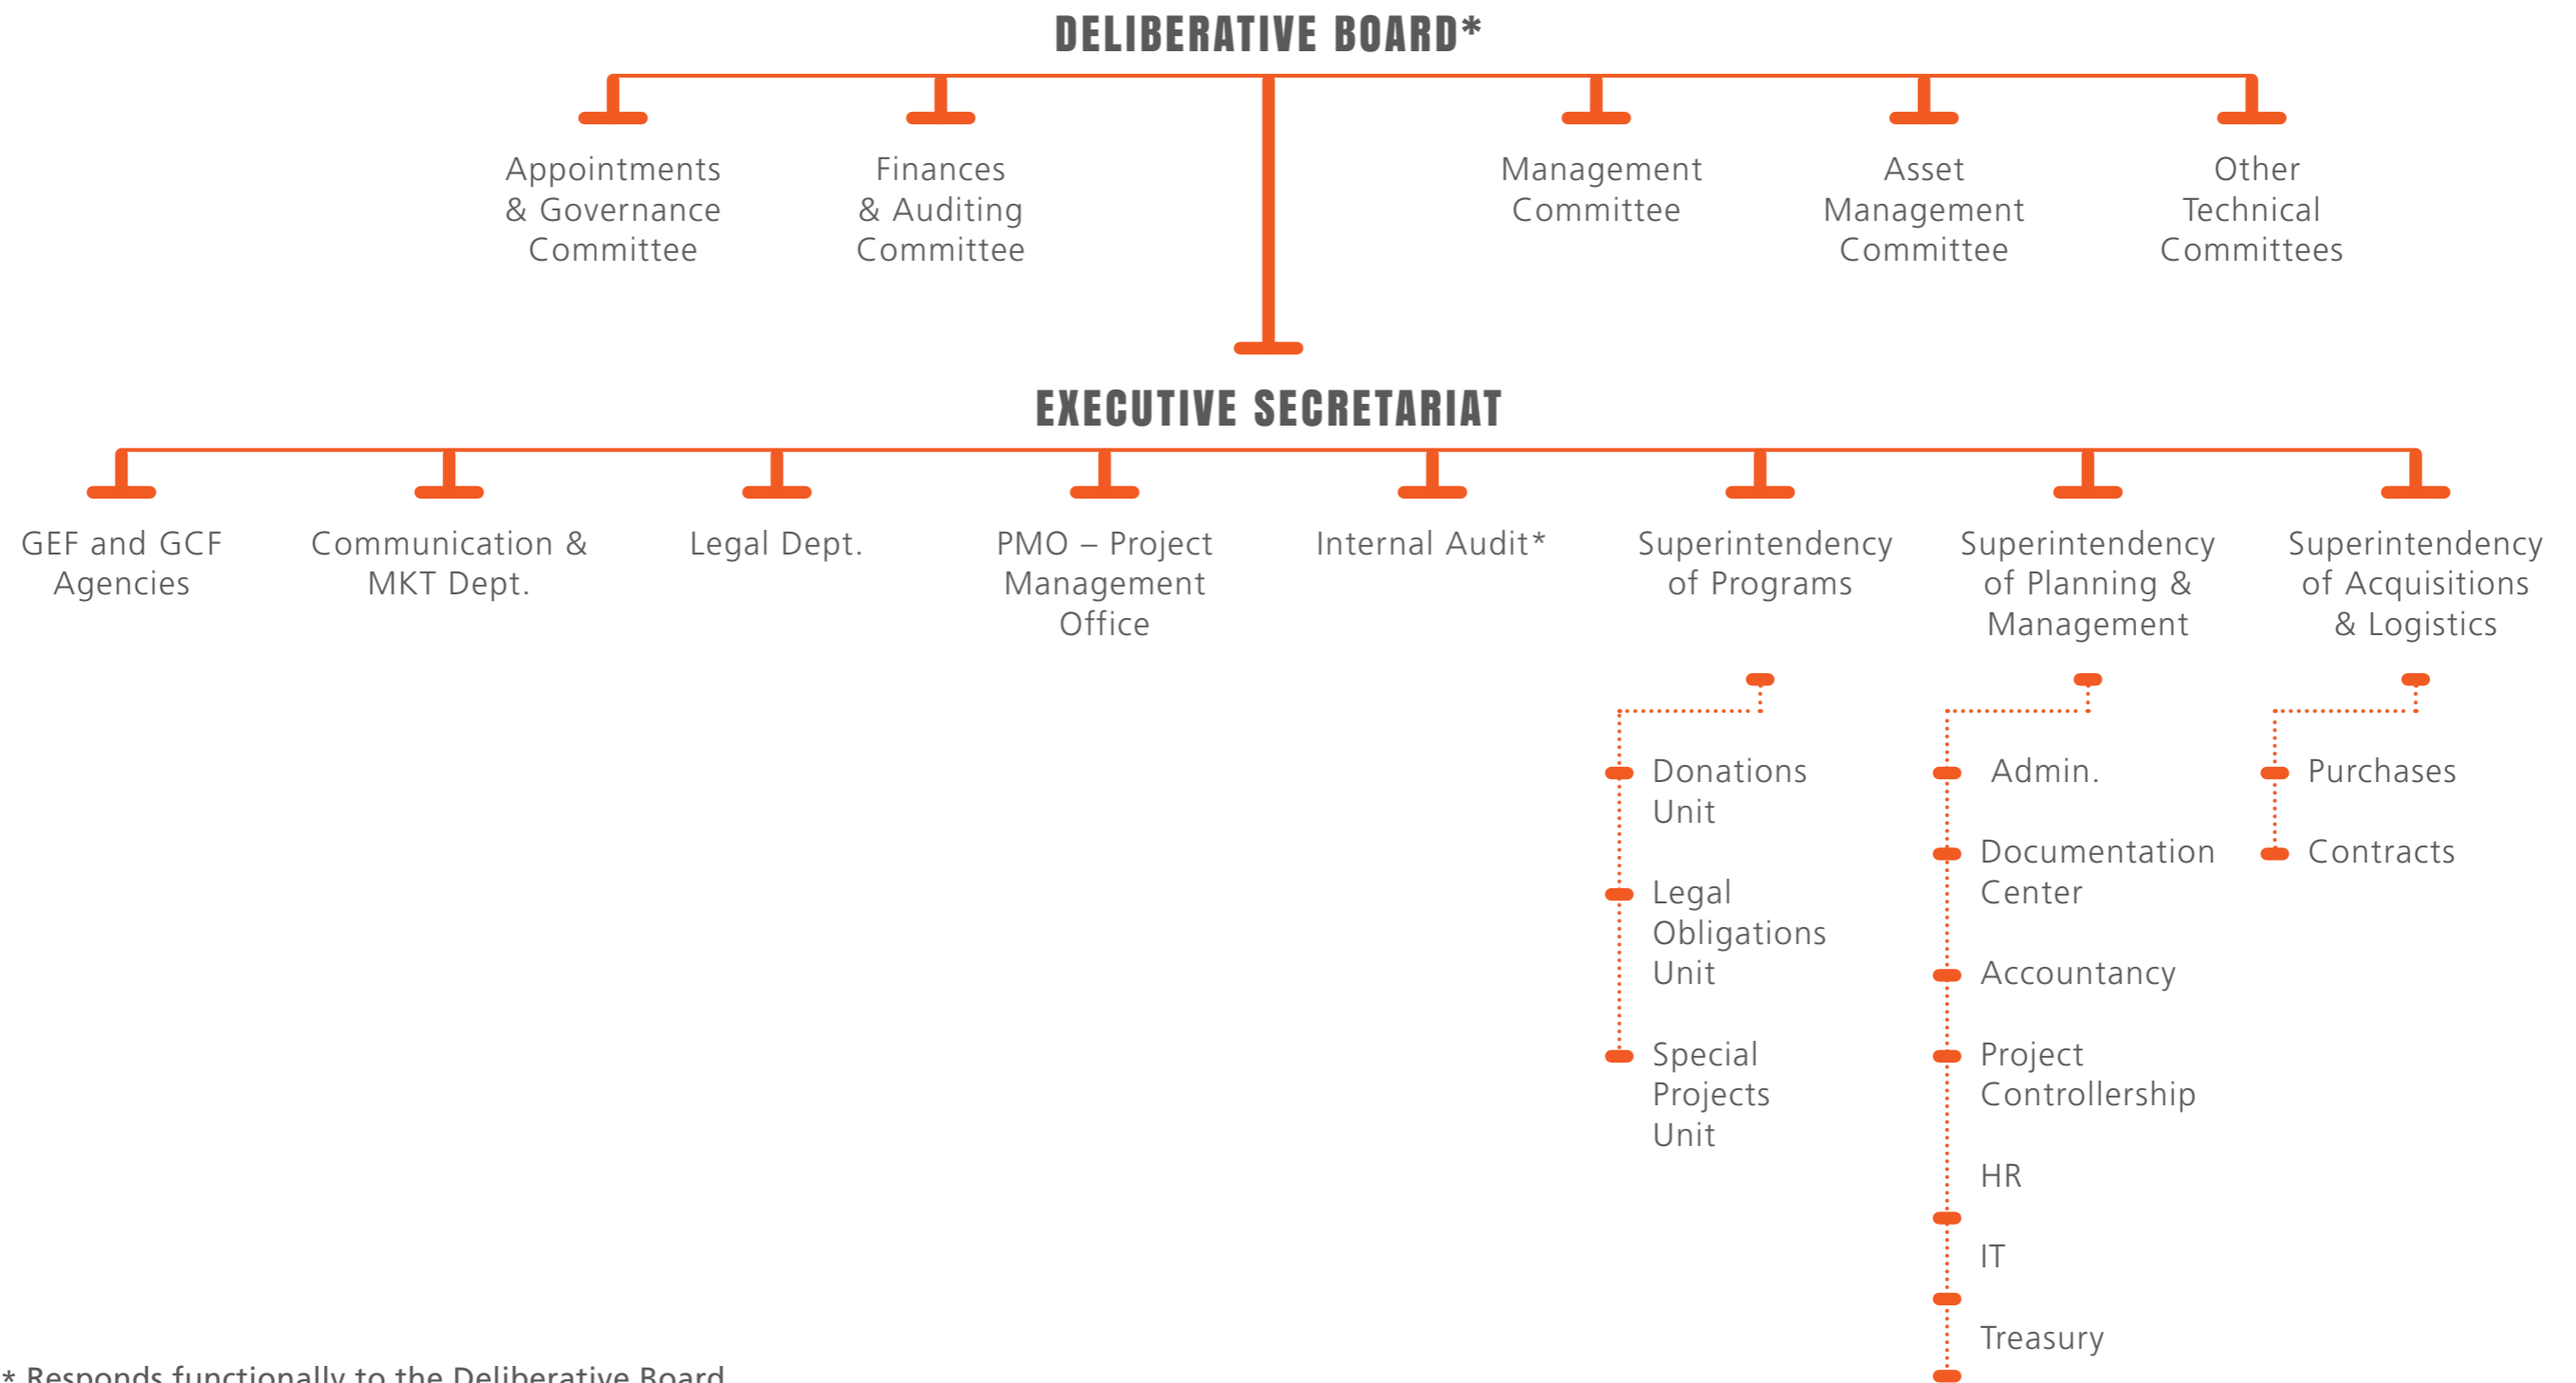 DELIBERATIVE BOARD*
Appointments
& Governance
Committee
Finances
& Auditing
Committee
Management
Committee
Asset
Management
Committee
Other
Technical
Committees
EXECUTIVE SECRETARIAT
GEF and GCF
Agencies
Communication &
MKT Dept.
Legal Dept.
PMO – Project
Management
Office
Internal Audit*
Superintendency
of Programs
Superintendency
of Planning &
Management
Superintendency
of Acquisitions
& Logistics
Donations
Unit
Legal
Obligations
Unit
Special
Projects
Unit
Admin.
Documentation
Center
Accountancy
Project
Controllership
HR
IT
Treasury
Purchases
Contracts
* Responds functionally to the Deliberative Board